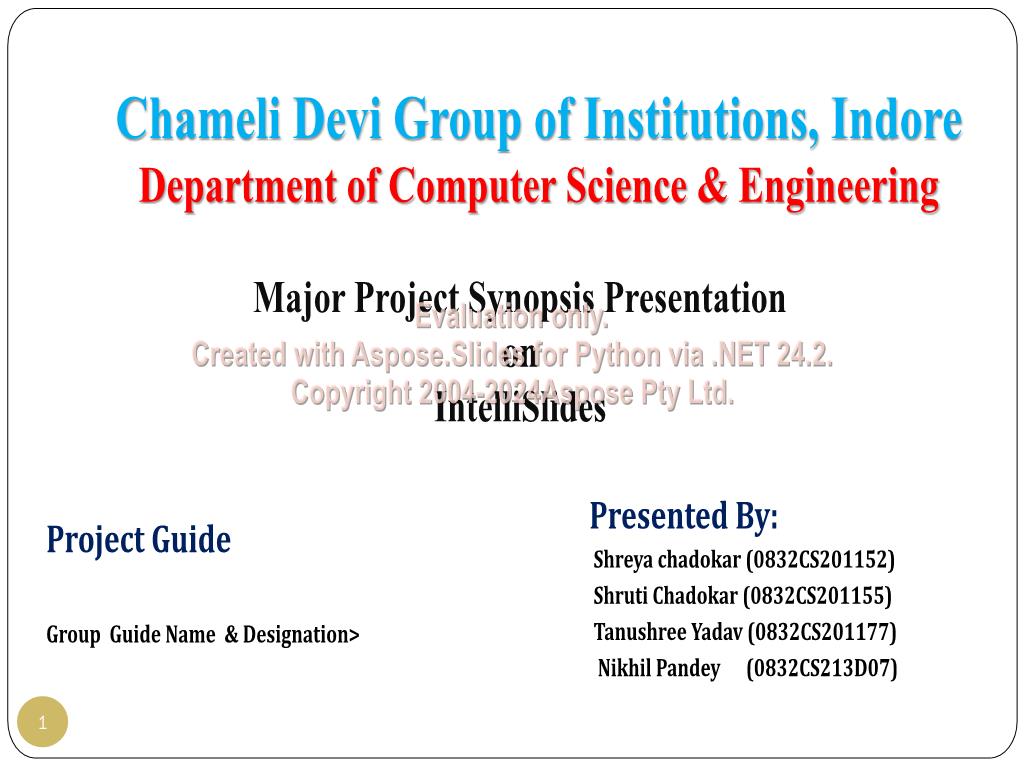 Chameli Devi Group of Institutions, Indore
Department of Computer Science & Engineering
Major Project Synopsis Presentation
Evaluation only.
on
Created with Aspose.Slides for Python via .NET 24.2.
Copyright 2004-2024Aspose Pty Ltd.
IntelliSlides
Project Guide
Group Guide Name & Designation>
Presented By:
Shreya chadokar (0832CS201152)
Shruti Chadokar (0832CS201155)
Tanushree Yadav (0832CS201177)
Nikhil Pandey (0832CS213D07)
1